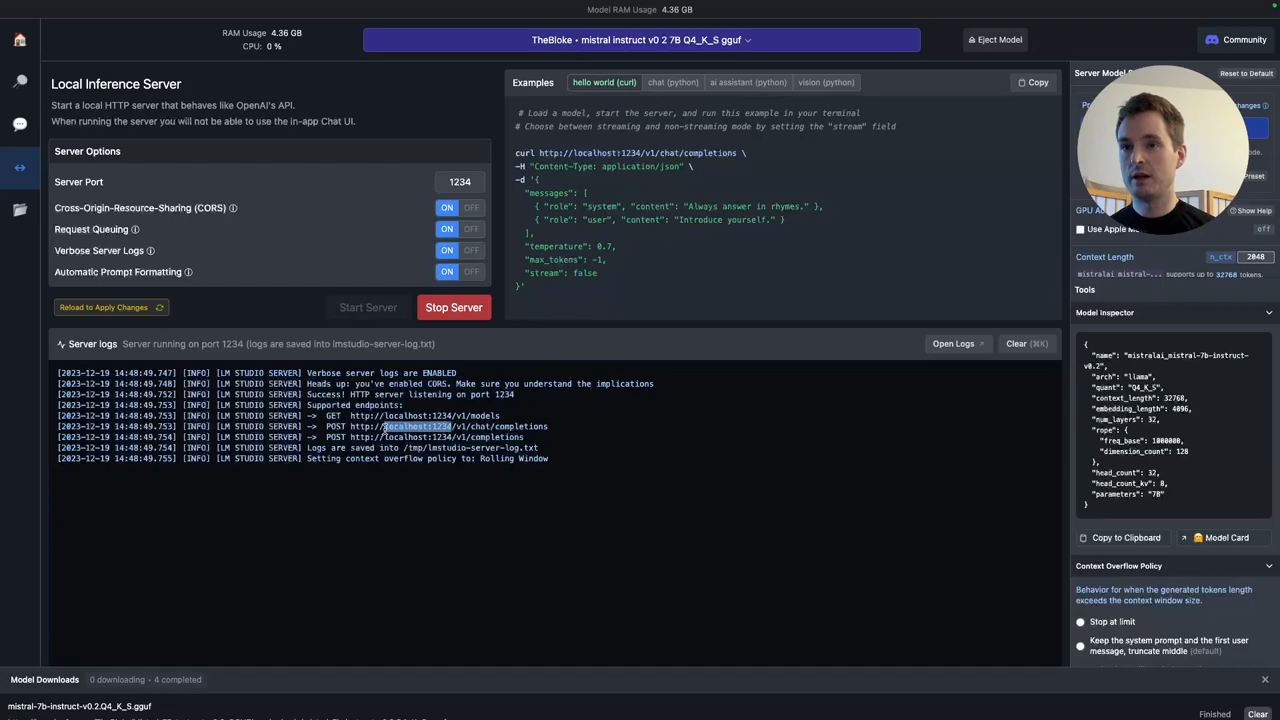 Model RAM Usage 4.36 GB
RAM Usage 4.36 GB
CPU: 0 %
TheBloke • mistral instruct v0 2 7B Q4_K_S gguf
Eject Model
Community
Local Inference Server
Start a local HTTP server that behaves like OpenAI's API.
When running the server you will not be able to use the in-app Chat UI.
Server Options
Server Port 1234
Cross-Origin-Resource-Sharing (CORS) ON OFF
Request Queuing ON OFF
Verbose Server Logs ON OFF
Automatic Prompt Formatting ON OFF
Reload to Apply Changes Start Server Stop Server
Examples hello world (curl) chat (python) ai assistant (python) vision (python) Copy
# Load a model, start the server, and run this example in your terminal
# Choose between streaming and non-streaming mode by setting the "stream" field
curl http://localhost:1234/v1/chat/completions \
-H "Content-Type: application/json" \
-d '{
"messages": [
{ "role": "system", "content": "Always answer in rhymes." },
{ "role": "user", "content": "Introduce yourself." }
],
"temperature": 0.7,
"max_tokens": -1,
"stream": false
}'
Server logs Server running on port 1234 (logs are saved into lmstudio-server-log.txt) Open Logs Clear (⌘K)
[2023-12-19 14:48:49.747] [INFO] [LM STUDIO SERVER] Verbose server logs are ENABLED
[2023-12-19 14:48:49.752] [INFO] [LM STUDIO SERVER] Heads up: you've enabled CORS. Make sure you understand the implications
[2023-12-19 14:48:49.752] [INFO] [LM STUDIO SERVER] Success! HTTP server listening on port 1234
[2023-12-19 14:48:49.753] [INFO] [LM STUDIO SERVER] Supported endpoints:
[2023-12-19 14:48:49.753] [INFO] [LM STUDIO SERVER] -> GET http://localhost:1234/v1/models
[2023-12-19 14:48:49.753] [INFO] [LM STUDIO SERVER] -> POST http://localhost:1234/v1/chat/completions
[2023-12-19 14:48:49.753] [INFO] [LM STUDIO SERVER] -> POST http://localhost:1234/v1/completions
[2023-12-19 14:48:49.754] [INFO] [LM STUDIO SERVER] Logs are saved into /tmp/lmstudio-server-log.txt
[2023-12-19 14:48:49.755] [INFO] [LM STUDIO SERVER] Setting context overflow policy to: Rolling Window
Server Model
Reset to Default
Show Help
off
Context Length n_ctx 2048
mistralai_mistral-... supports up to 32768 tokens.
Tools
Model Inspector
{
"name": "mistralai_mistral-7b-instruct-
v0.2",
"arch": "llama",
"quant": "Q4_K_S",
"context_length": 32768,
"embedding_length": 4096,
"num_layers": 32,
"rope": {
"freq_base": 1000000,
"dimension_count": 128
},
"head_count": 32,
"head_count_kv": 8,
"parameters": "7B"
}
Copy to Clipboard Model Card
Context Overflow Policy
Behavior for when the generated tokens length
exceeds the context window size.
Stop at limit
Keep the system prompt and the first user
message, truncate middle (default)
Model Downloads 0 downloading • 4 completed
mistral-7b-instruct-v0.2.Q4_K_S.gguf
Finished Clear